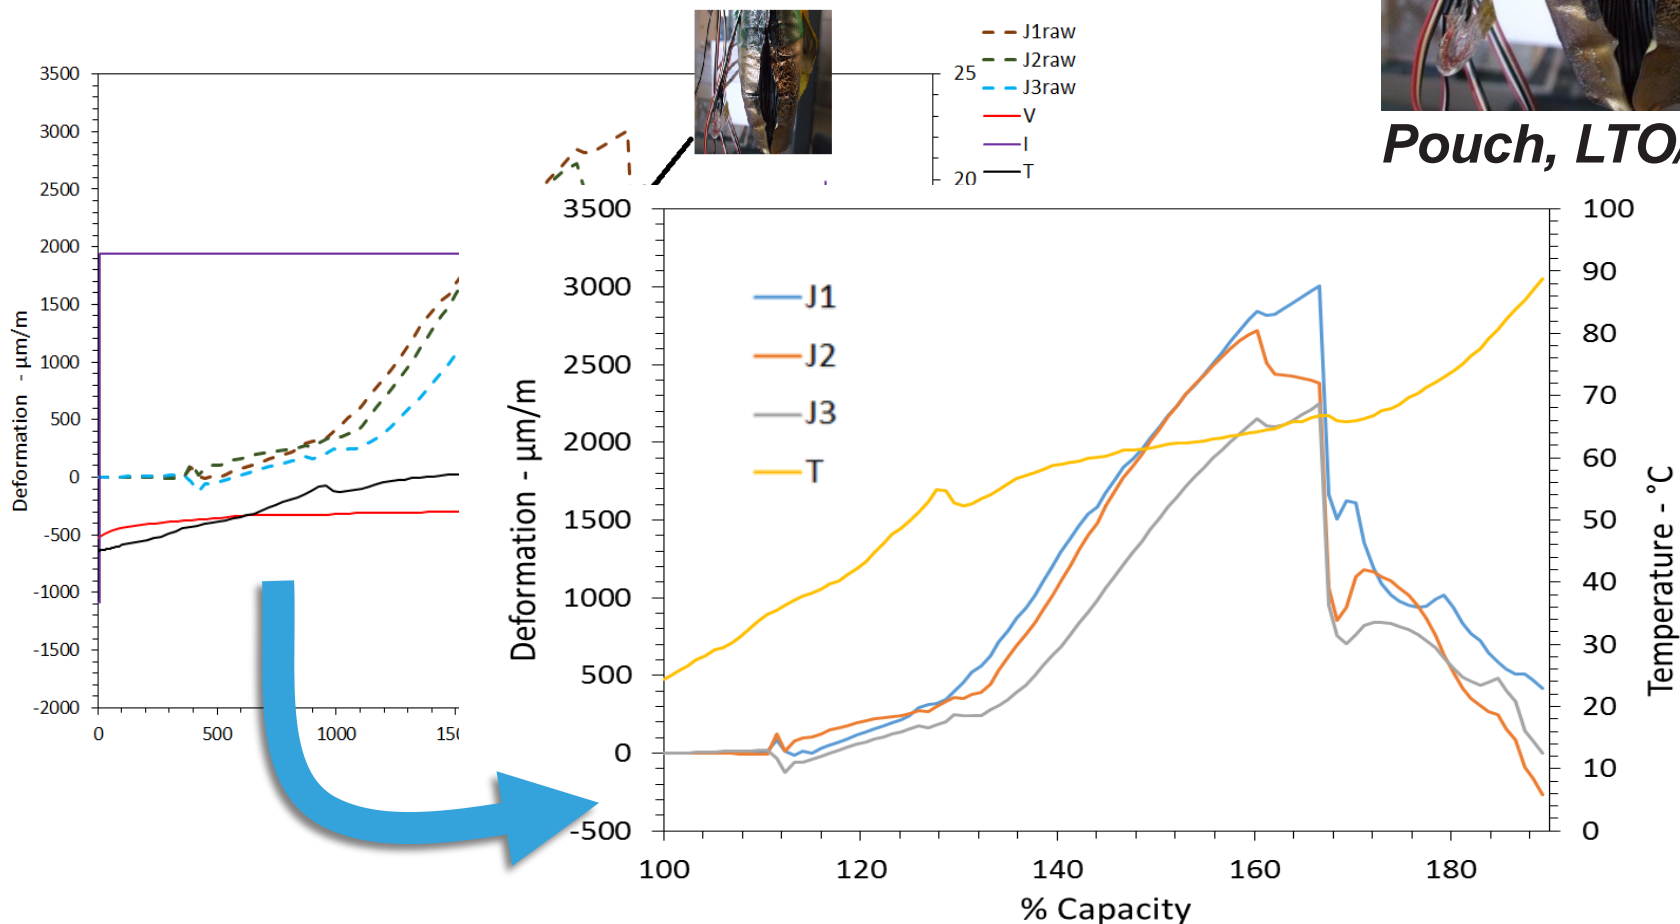 J1raw
J2raw
J3raw
V
I
T
Pouch, LTO/
3500
3000
2500
2000
1500
1000
500
0
-500
-1000
-1500
-2000
Deformation - µm/m
0
500
1000
25
20
3500
3000
2500
2000
1500
1000
500
0
-500
Deformation - µm/m
J1
J2
J3
T
100
90
80
70
60
50
40
30
20
10
0
Temperature - °C
100
120
140
160
180
% Capacity